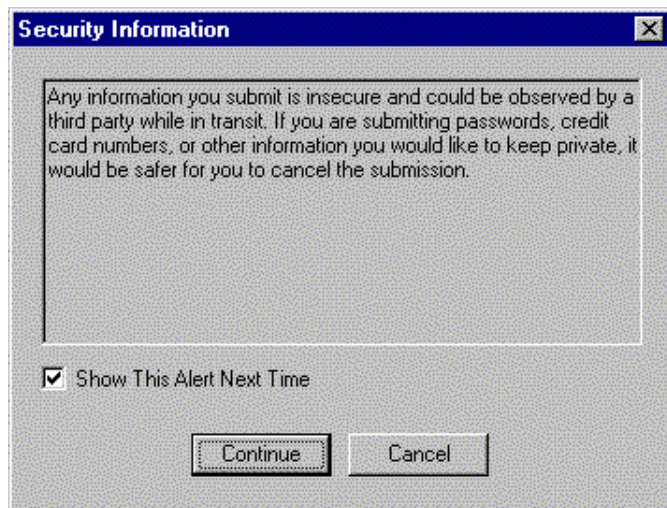 Security Information
Any information you submit is insecure and could be observed by a
third party while in transit. If you are submitting passwords, credit
card numbers, or other information you would like to keep private, it
would be safer for you to cancel the submission.
Show This Alert Next Time
Continue Cancel